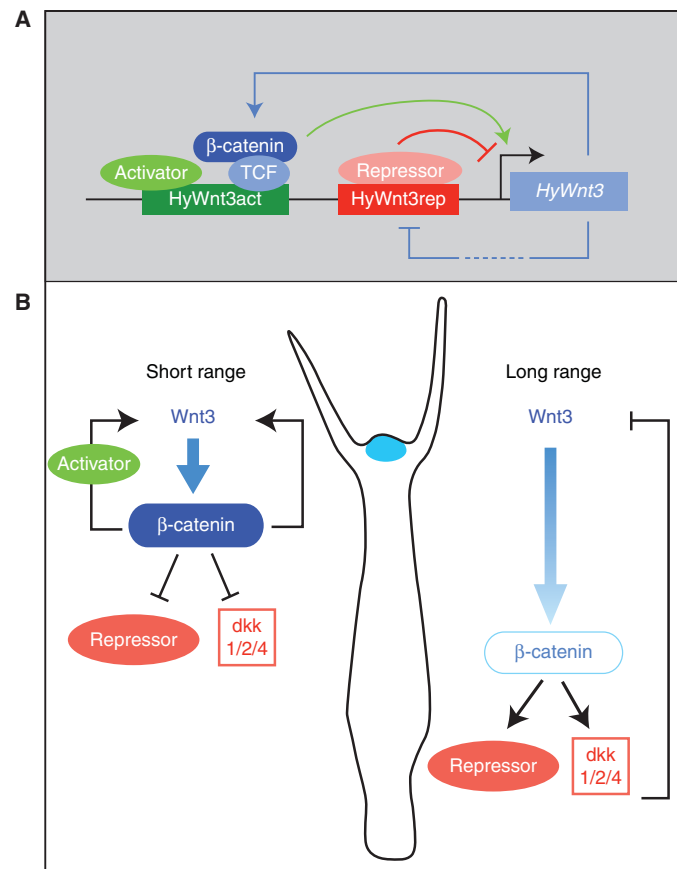 A
β-catenin
Activator
TCF
Repressor
HyWnt3act
HyWnt3rep
HyWnt3
B
Short range
Wnt3
Activator
β-catenin
Repressor
dkk
1/2/4
Long range
Wnt3
β-catenin
Repressor
dkk
1/2/4